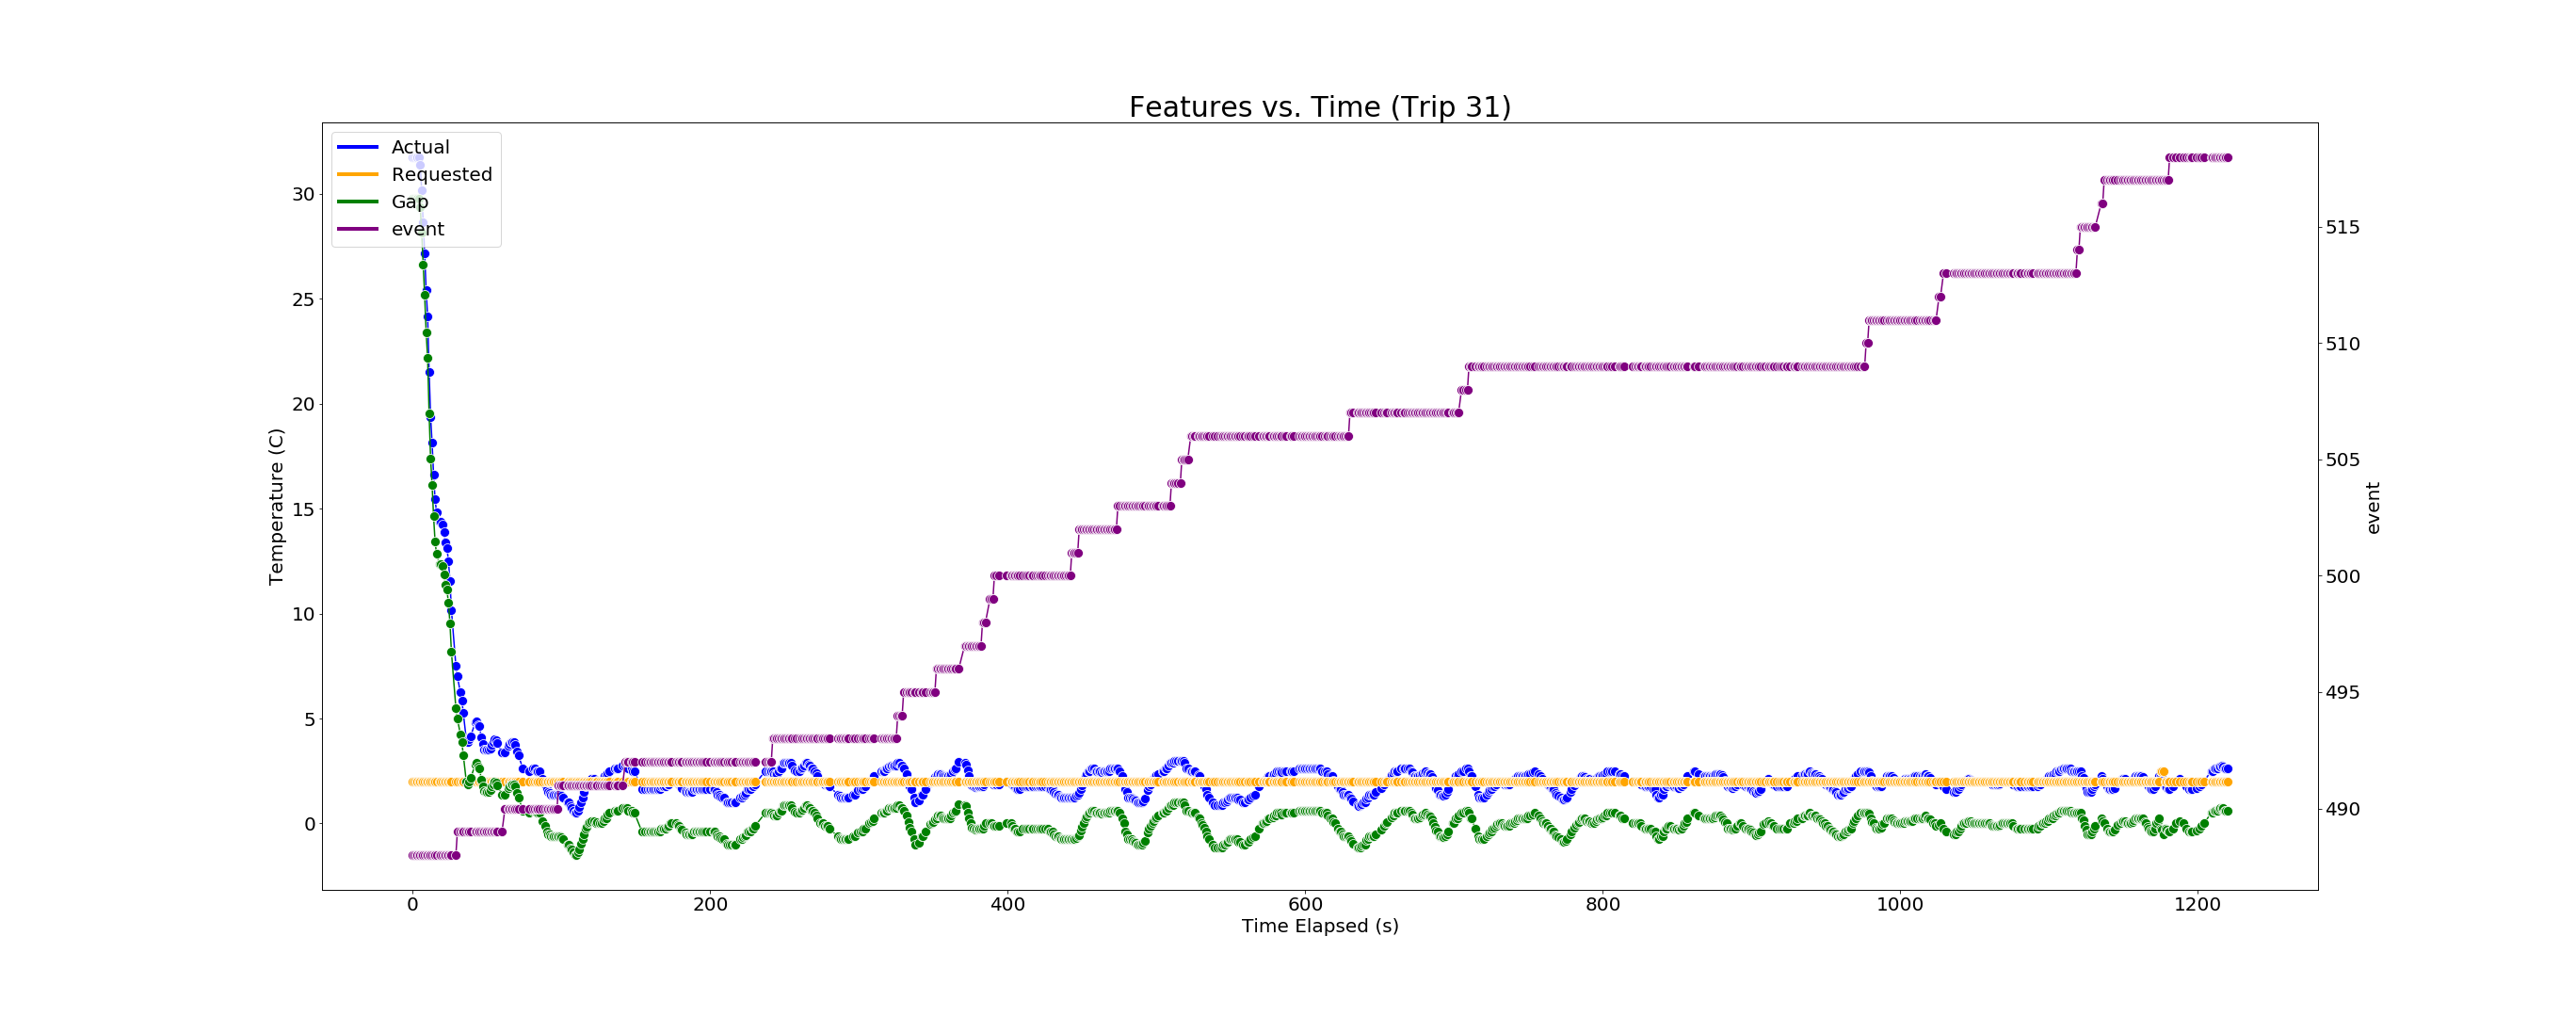 Features vs. Time (Trip 31)
Actual
Requested
Gap
event
30
25
20
15
10
5
0
Temperature (C)
515
510
505
500
495
490
event
0 200 400 600 800 1000 1200
Time Elapsed (s)